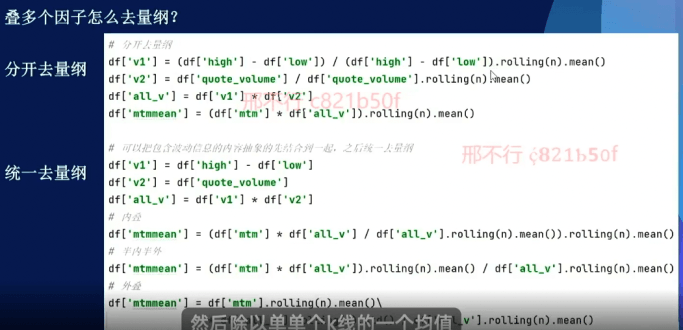 叠多个因子怎么去量纲？
# 分开去量纲
分开去量纲
df['v1'] = (df['high'] - df['low']) / (df['high'] - df['low']).rolling(n).mean()
df['v2'] = df['quote_volume'] / df['quote_volume'].rolling(n).mean()
df['all_v'] = df['v1'] * df['v2']
df['mtmmean'] = (df['mtm'] * df['all_v']).rolling(n).mean()
邢不行 c821b50f
邢不行 c821b50f
# 可以把包含波动信息的内容抽象的先结合到一起，之后统一去量纲
统一去量纲
df['v1'] = df['high'] - df['low']
df['v2'] = df['quote_volume']
df['all_v'] = df['v1'] * df['v2']
# 内叠
df['mtmmean'] = (df['mtm'] * df['all_v'] / df['all_v'].rolling(n).mean()).rolling(n).mean()
# 半内半外
df['mtmmean'] = (df['mtm'] * df['all_v']).rolling(n).mean() / df['all_v'].rolling(n).mean()
# 外叠
df['mtmmean'] = df['mtm'].rolling(n).mean()\
_v'].rolling(n).mean()
然后除以单单个k线的一个均值